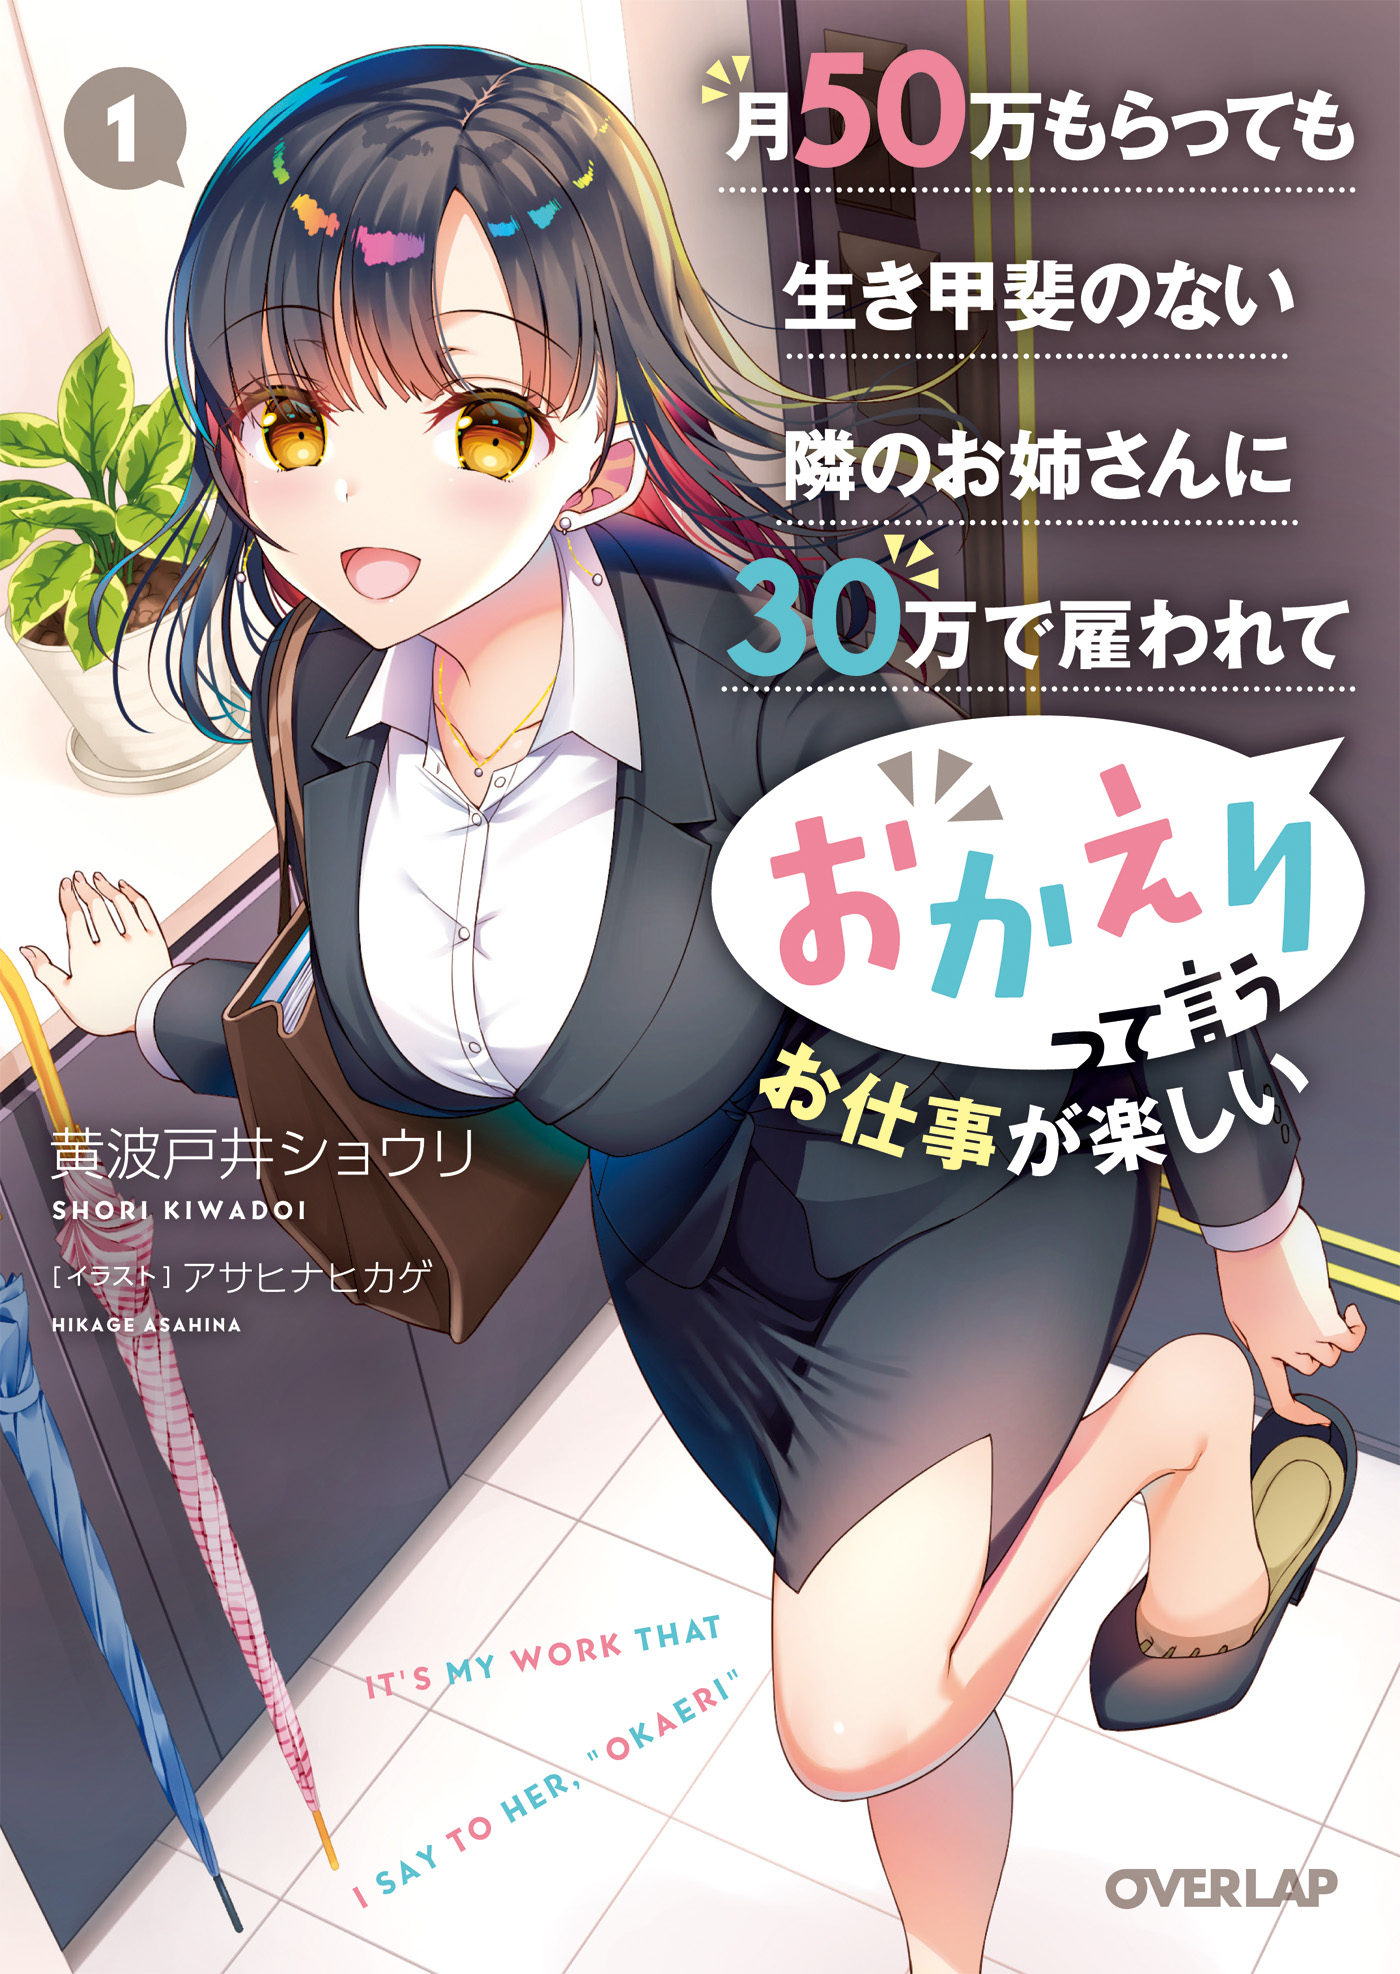 1
月50万もらっても
生き甲斐のない
隣のお姉さんに
30万で雇われて
おかえり
って言う
お仕事が楽しい
黄波戸井ショウリ
SHORI KIWADOI
[イラスト] アサヒナヒカゲ
HIKAGE ASAHINA
IT'S MY WORK THAT
I SAY TO HER, "OKAERI"
OVERLAP